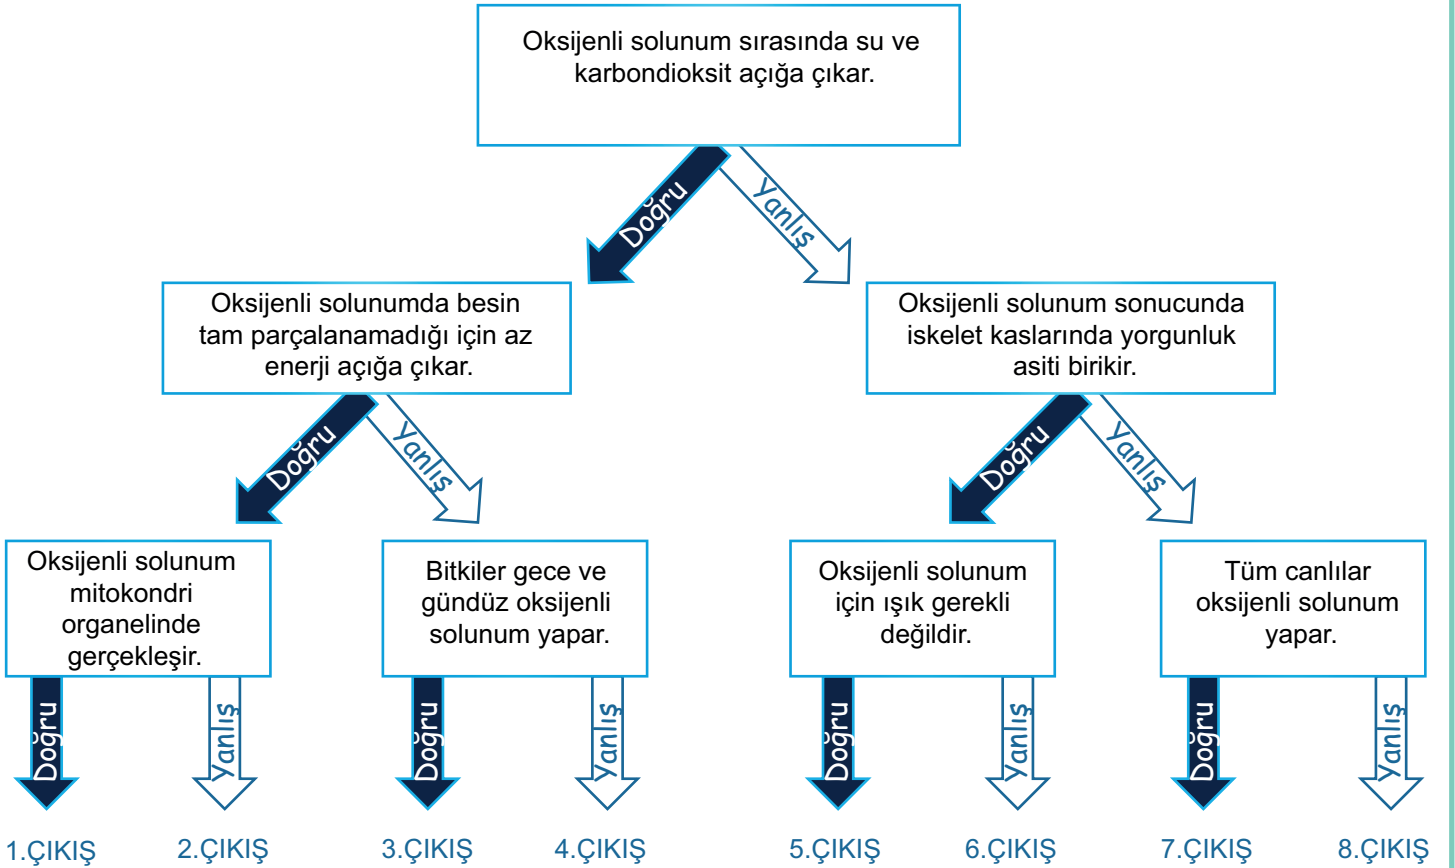 Oksijenli solunum sırasında su ve
karbondioksit açığa çıkar.
Doğru
Yanlış
Oksijenli solunumda besin
tam parçalanamadığı için az
enerji açığa çıkar.
Oksijenli solunum sonucunda
iskelet kaslarında yorgunluk
asiti birikir.
Doğru
Yanlış
Doğru
Yanlış
Oksijenli solunum
mitokondri
organelinde
gerçekleşir.
Bitkiler gece ve
gündüz oksijenli
solunum yapar.
Oksijenli solunum
için ışık gerekli
değildir.
Tüm canlılar
oksijenli solunum
yapar.
Doğru
Yanlış
Doğru
Yanlış
Doğru
Yanlış
Doğru
Yanlış
1.ÇIKIŞ
2.ÇIKIŞ
3.ÇIKIŞ
4.ÇIKIŞ
5.ÇIKIŞ
6.ÇIKIŞ
7.ÇIKIŞ
8.ÇIKIŞ